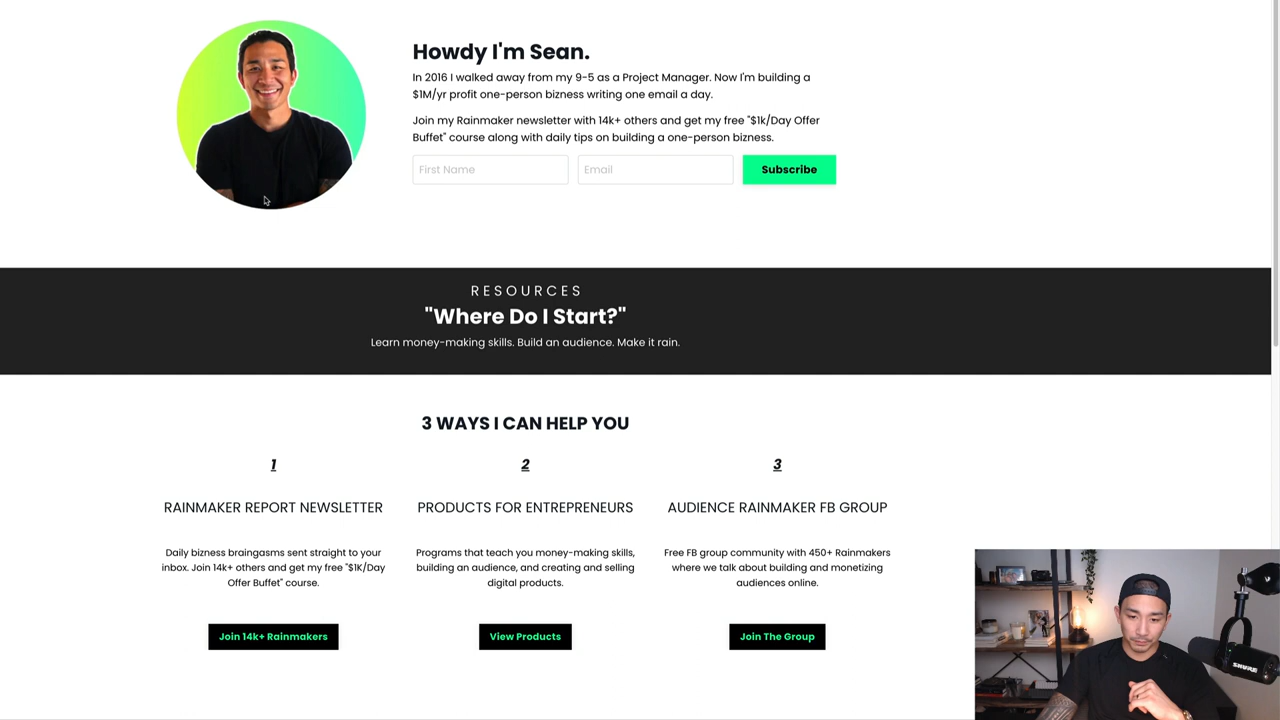 Howdy I'm Sean.
In 2016 I walked away from my 9-5 as a Project Manager. Now I'm building a
$1M/yr profit one-person bizness writing one email a day.
Join my Rainmaker newsletter with 14k+ others and get my free "$1k/Day Offer
Buffet" course along with daily tips on building a one-person bizness.
First Name
Email
Subscribe
RESOURCES
"Where Do I Start?"
Learn money-making skills. Build an audience. Make it rain.
3 WAYS I CAN HELP YOU
1
2
3
RAINMAKER REPORT NEWSLETTER
PRODUCTS FOR ENTREPRENEURS
AUDIENCE RAINMAKER FB GROUP
Daily bizness braingasms sent straight to your
inbox. Join 14k+ others and get my free "$1K/Day
Offer Buffet" course.
Programs that teach you money-making skills,
building an audience, and creating and selling
digital products.
Free FB group community with 450+ Rainmakers
where we talk about building and monetizing
audiences online.
Join 14k+ Rainmakers
View Products
Join The Group
SHURE